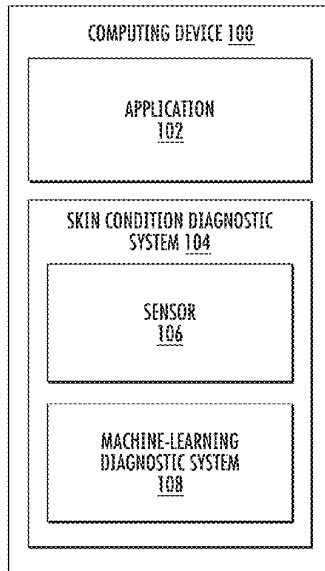 COMPUTING DEVICE 100
APPLICATION
102
SKIN CONDITION DIAGNOSTIC
SYSTEM 104
SENSOR
106
MACHINE-LEARNING
DIAGNOSTIC SYSTEM
108